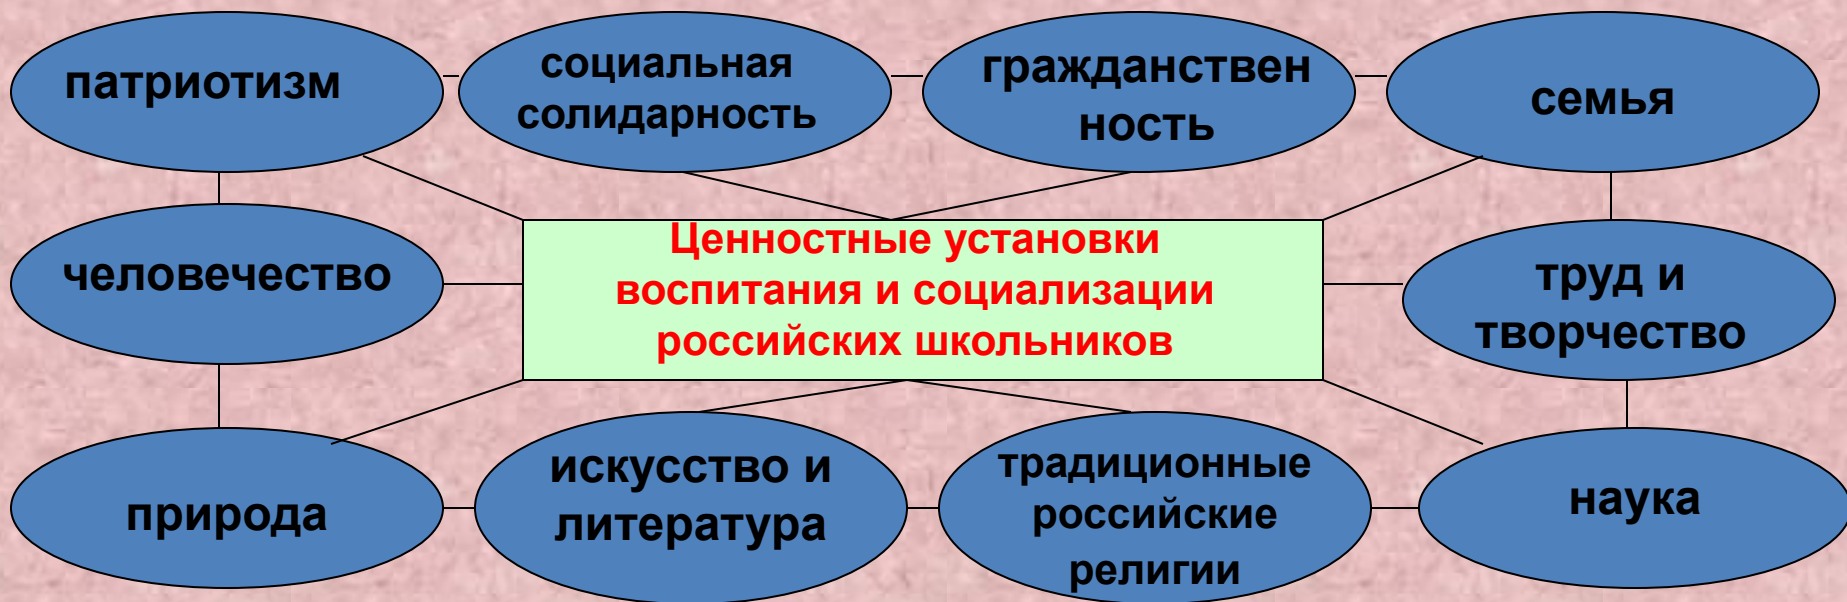 патриотизм
социальная
солидарность
гражданствен
ность
семья
человечество
Ценностные установки
воспитания и социализации
российских школьников
труд и
творчество
природа
искусство и
литература
традиционные
российские
религии
наука